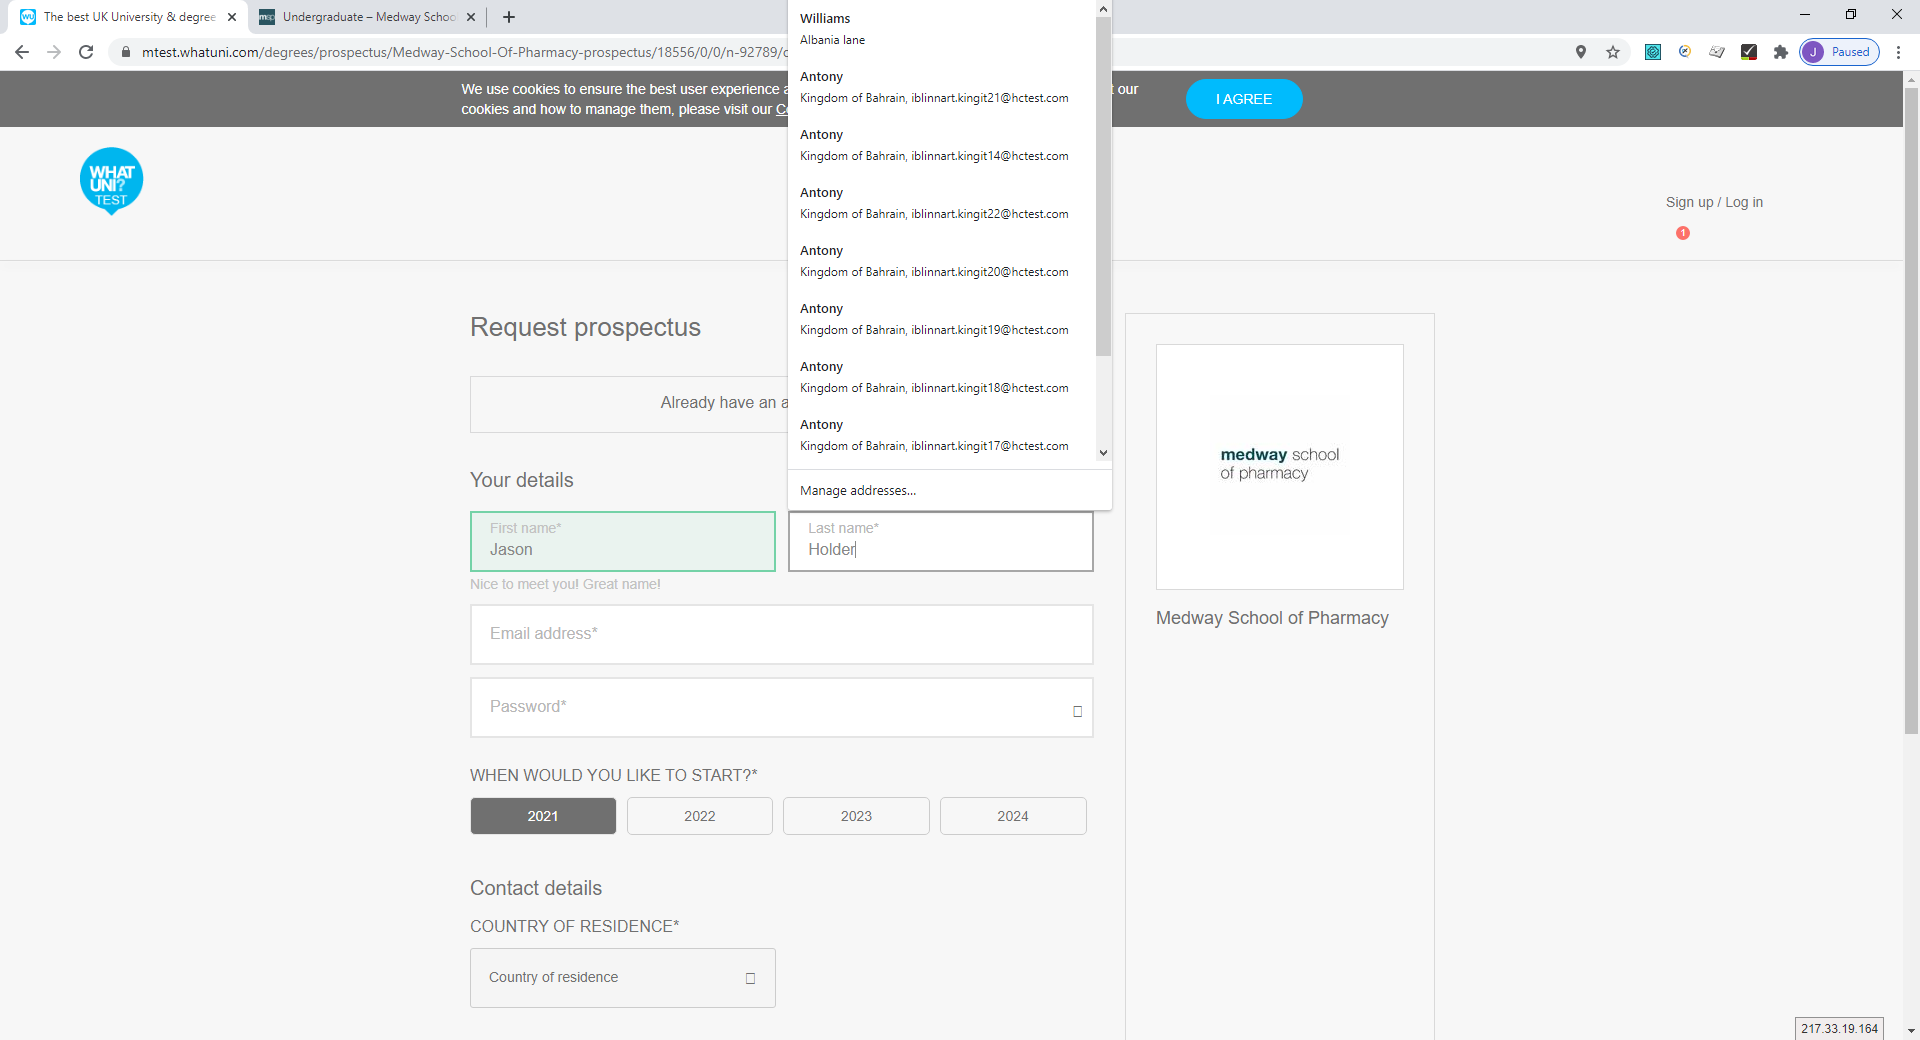 The best UK University & degree
Undergraduate – Medway Schoo
mtest.whatuni.com/degrees/prospectus/Medway-School-Of-Pharmacy-prospectus/18556/0/0/n-92789/
J Paused
We use cookies to ensure the best user experience
t our
cookies and how to manage them, please visit our
I AGREE
WHAT
UNI?
TEST
Sign up / Log in
1
Williams
Albania lane
Antony
Kingdom of Bahrain, iblinnart.kingit21@hctest.com
Antony
Kingdom of Bahrain, iblinnart.kingit14@hctest.com
Antony
Kingdom of Bahrain, iblinnart.kingit22@hctest.com
Antony
Kingdom of Bahrain, iblinnart.kingit20@hctest.com
Antony
Kingdom of Bahrain, iblinnart.kingit19@hctest.com
Antony
Kingdom of Bahrain, iblinnart.kingit18@hctest.com
Antony
Kingdom of Bahrain, iblinnart.kingit17@hctest.com
Manage addresses...
Request prospectus
Already have an a
Your details
First name*
Jason
Last name*
Holder
Nice to meet you! Great name!
Email address*
Password*
WHEN WOULD YOU LIKE TO START?*
2021
2022
2023
2024
Contact details
COUNTRY OF RESIDENCE*
Country of residence
medway school
of pharmacy
Medway School of Pharmacy
217.33.19.164